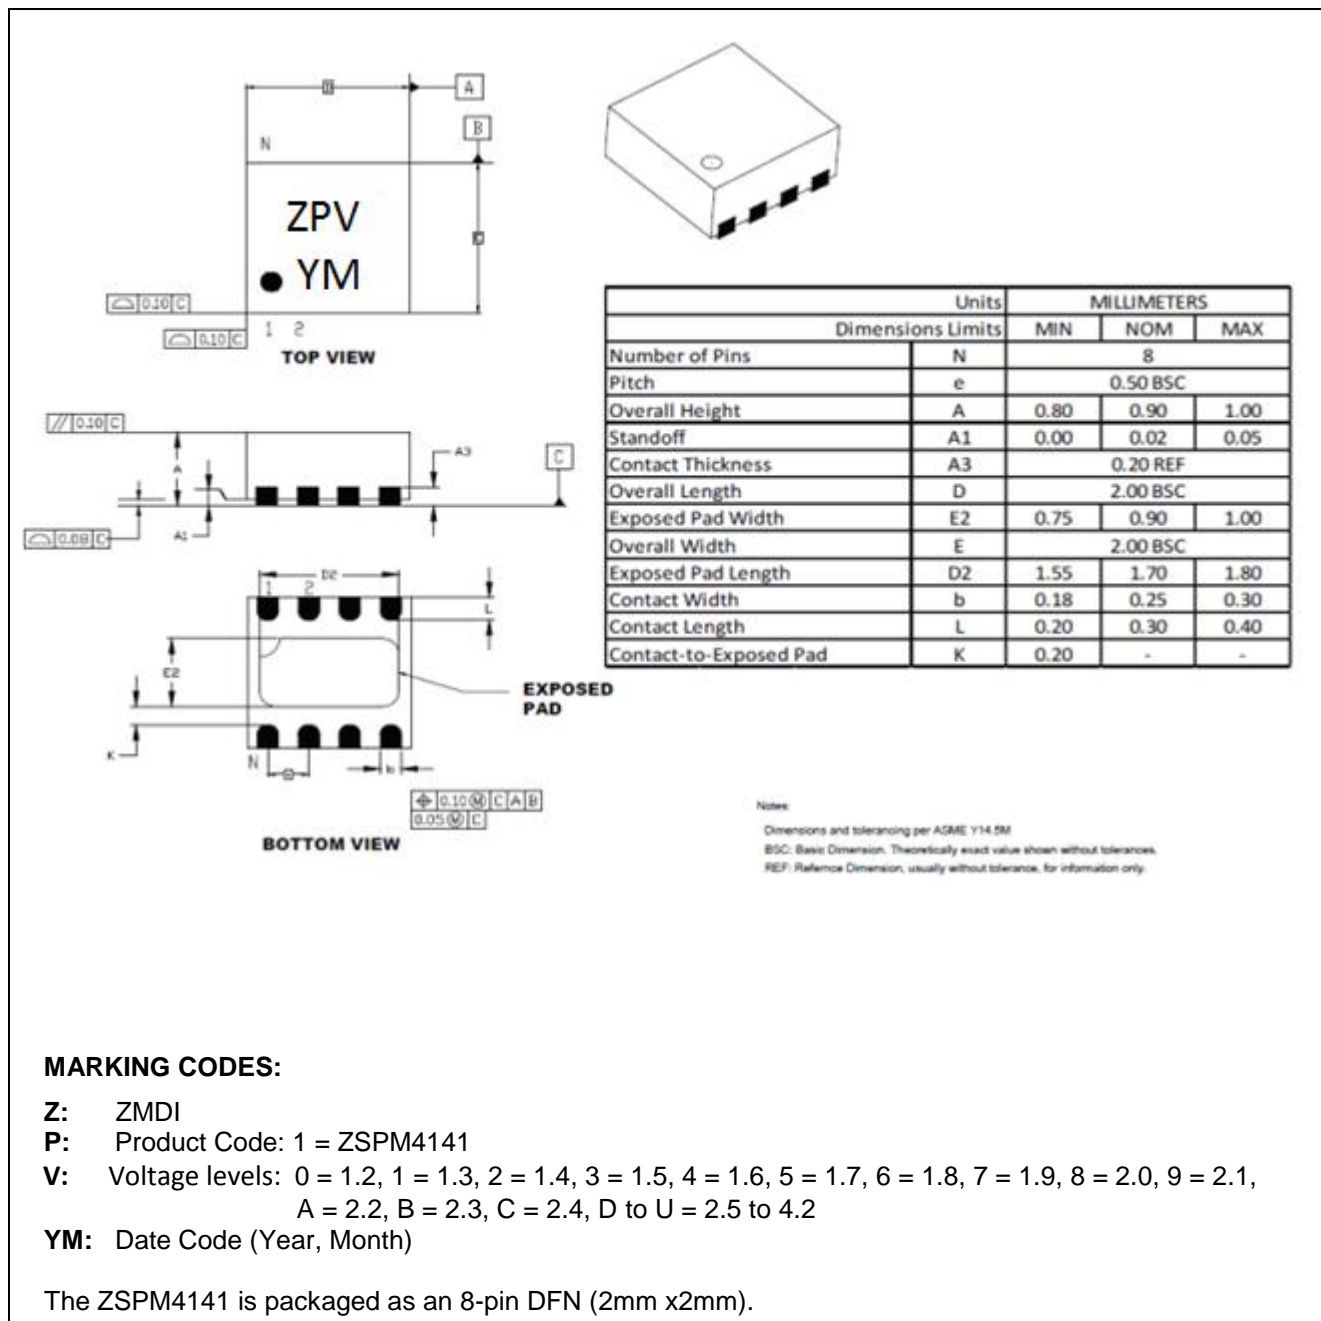 A
B
N
ZPV
YM
0.10 C
0.10 C
1 2
TOP VIEW
// 0.10 C
A
A3
C
0.08 C
A1
D2
1 2
L
E2
EXPOSED
PAD
K
N
b
0.10 Ⓜ C A B
0.05 Ⓜ C
BOTTOM VIEW
Units MILLIMETERS
Dimensions Limits MIN NOM MAX
Number of Pins N 8
Pitch e 0.50 BSC
Overall Height A 0.80 0.90 1.00
Standoff A1 0.00 0.02 0.05
Contact Thickness A3 0.20 REF
Overall Length D 2.00 BSC
Exposed Pad Width E2 0.75 0.90 1.00
Overall Width E 2.00 BSC
Exposed Pad Length D2 1.55 1.70 1.80
Contact Width b 0.18 0.25 0.30
Contact Length L 0.20 0.30 0.40
Contact-to-Exposed Pad K 0.20 - -
Notes:
Dimensions and tolerancing per ASME Y14.5M
BSC: Basic Dimension. Theoretically exact value shown without tolerances.
REF: Refernce Dimension, usually without tolerance, for information only.
MARKING CODES:
Z: ZMDI
P: Product Code: 1 = ZSPM4141
V: Voltage levels: 0 = 1.2, 1 = 1.3, 2 = 1.4, 3 = 1.5, 4 = 1.6, 5 = 1.7, 6 = 1.8, 7 = 1.9, 8 = 2.0, 9 = 2.1,
A = 2.2, B = 2.3, C = 2.4, D to U = 2.5 to 4.2
YM: Date Code (Year, Month)
The ZSPM4141 is packaged as an 8-pin DFN (2mm x2mm).